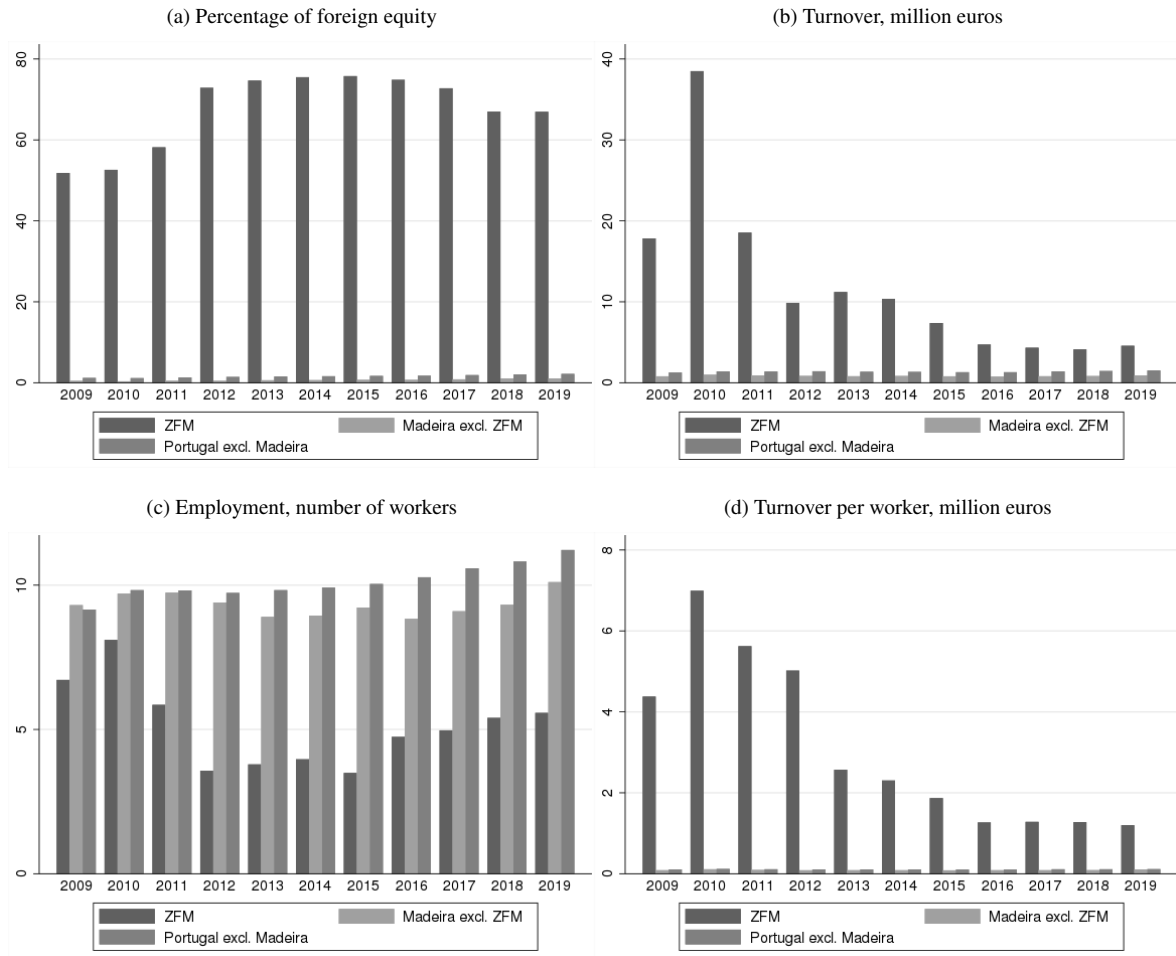 (a) Percentage of foreign equity
80
60
40
20
0
2009 2010 2011 2012 2013 2014 2015 2016 2017 2018 2019
ZFM
Madeira excl. ZFM
Portugal excl. Madeira
(b) Turnover, million euros
40
30
20
10
0
2009 2010 2011 2012 2013 2014 2015 2016 2017 2018 2019
ZFM
Madeira excl. ZFM
Portugal excl. Madeira
(c) Employment, number of workers
10
5
0
2009 2010 2011 2012 2013 2014 2015 2016 2017 2018 2019
ZFM
Madeira excl. ZFM
Portugal excl. Madeira
(d) Turnover per worker, million euros
8
6
4
2
0
2009 2010 2011 2012 2013 2014 2015 2016 2017 2018 2019
ZFM
Madeira excl. ZFM
Portugal excl. Madeira